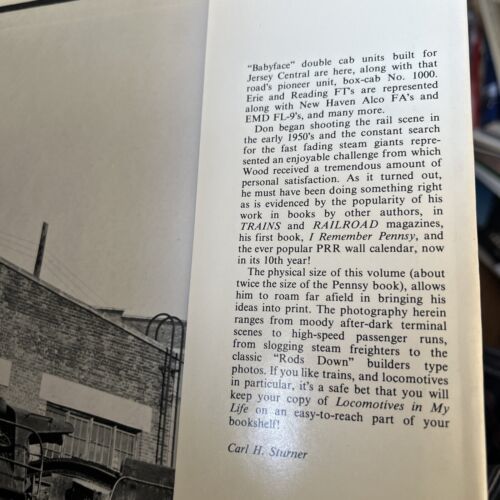 "Babyface" double cab units built for
Jersey Central are here, along with that
road's pioneer unit, box-cab No. 1000.
Erie and Reading FT's are represented
along with New Haven Alco FA's and
EMD FL-9's, and many more.
Don began shooting the rail scene in
the early 1950's and the constant search
for the fast fading steam giants repre-
sented an enjoyable challenge from which
Wood received a tremendous amount of
personal satisfaction. As it turned out,
he must have been doing something right
as is evidenced by the popularity of his
work in books by other authors, in
TRAINS and RAILROAD magazines,
his first book, I Remember Pennsy, and
the ever popular PRR wall calendar, now
in its 10th year!
The physical size of this volume (about
twice the size of the Pennsy book), allows
him to roam far afield in bringing his
ideas into print. The photography herein
ranges from moody after-dark terminal
scenes to high-speed passenger runs,
from slogging steam freighters to the
classic "Rods Down" builders type
photos. If you like trains, and locomotives
in particular, it's a safe bet that you will
keep your copy of Locomotives in My
Life on an easy-to-reach part of your
bookshelf!
Carl H. Sturner